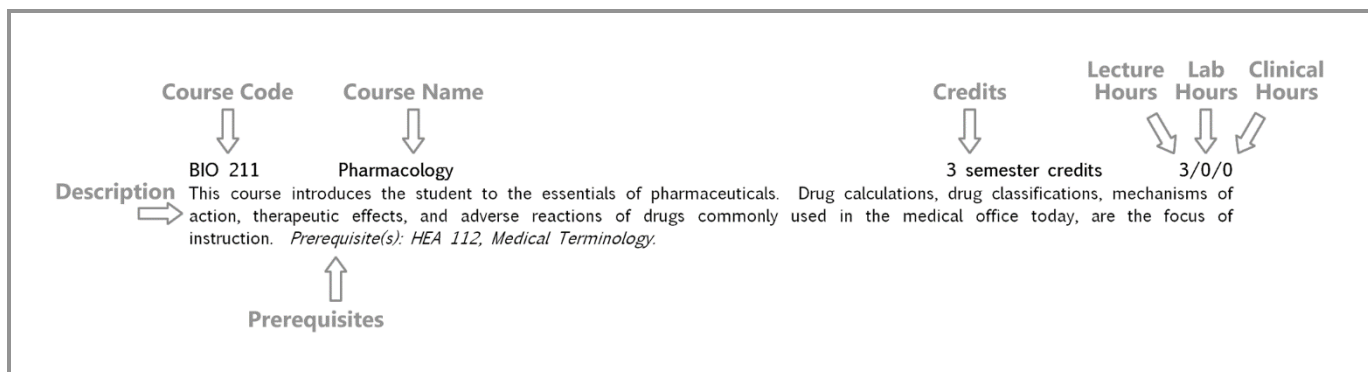 Lecture Lab Clinical
Course Code Course Name Credits Hours Hours Hours
BIO 211 Pharmacology 3 semester credits 3/0/0
Description This course introduces the student to the essentials of pharmaceuticals. Drug calculations, drug classifications, mechanisms of
action, therapeutic effects, and adverse reactions of drugs commonly used in the medical office today, are the focus of
instruction. Prerequisite(s): HEA 112, Medical Terminology.
Prerequisites